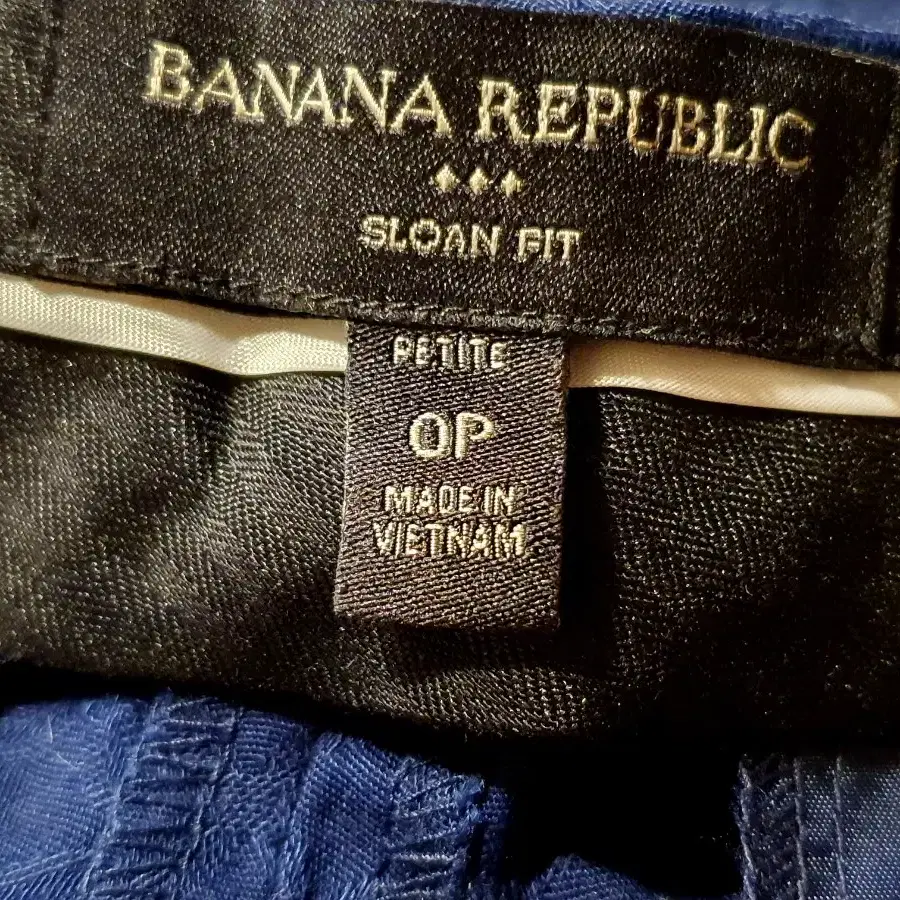 BANANA REPUBLIC
SLOAN FIT
PETITE
0P
MADE IN
VIETNAM